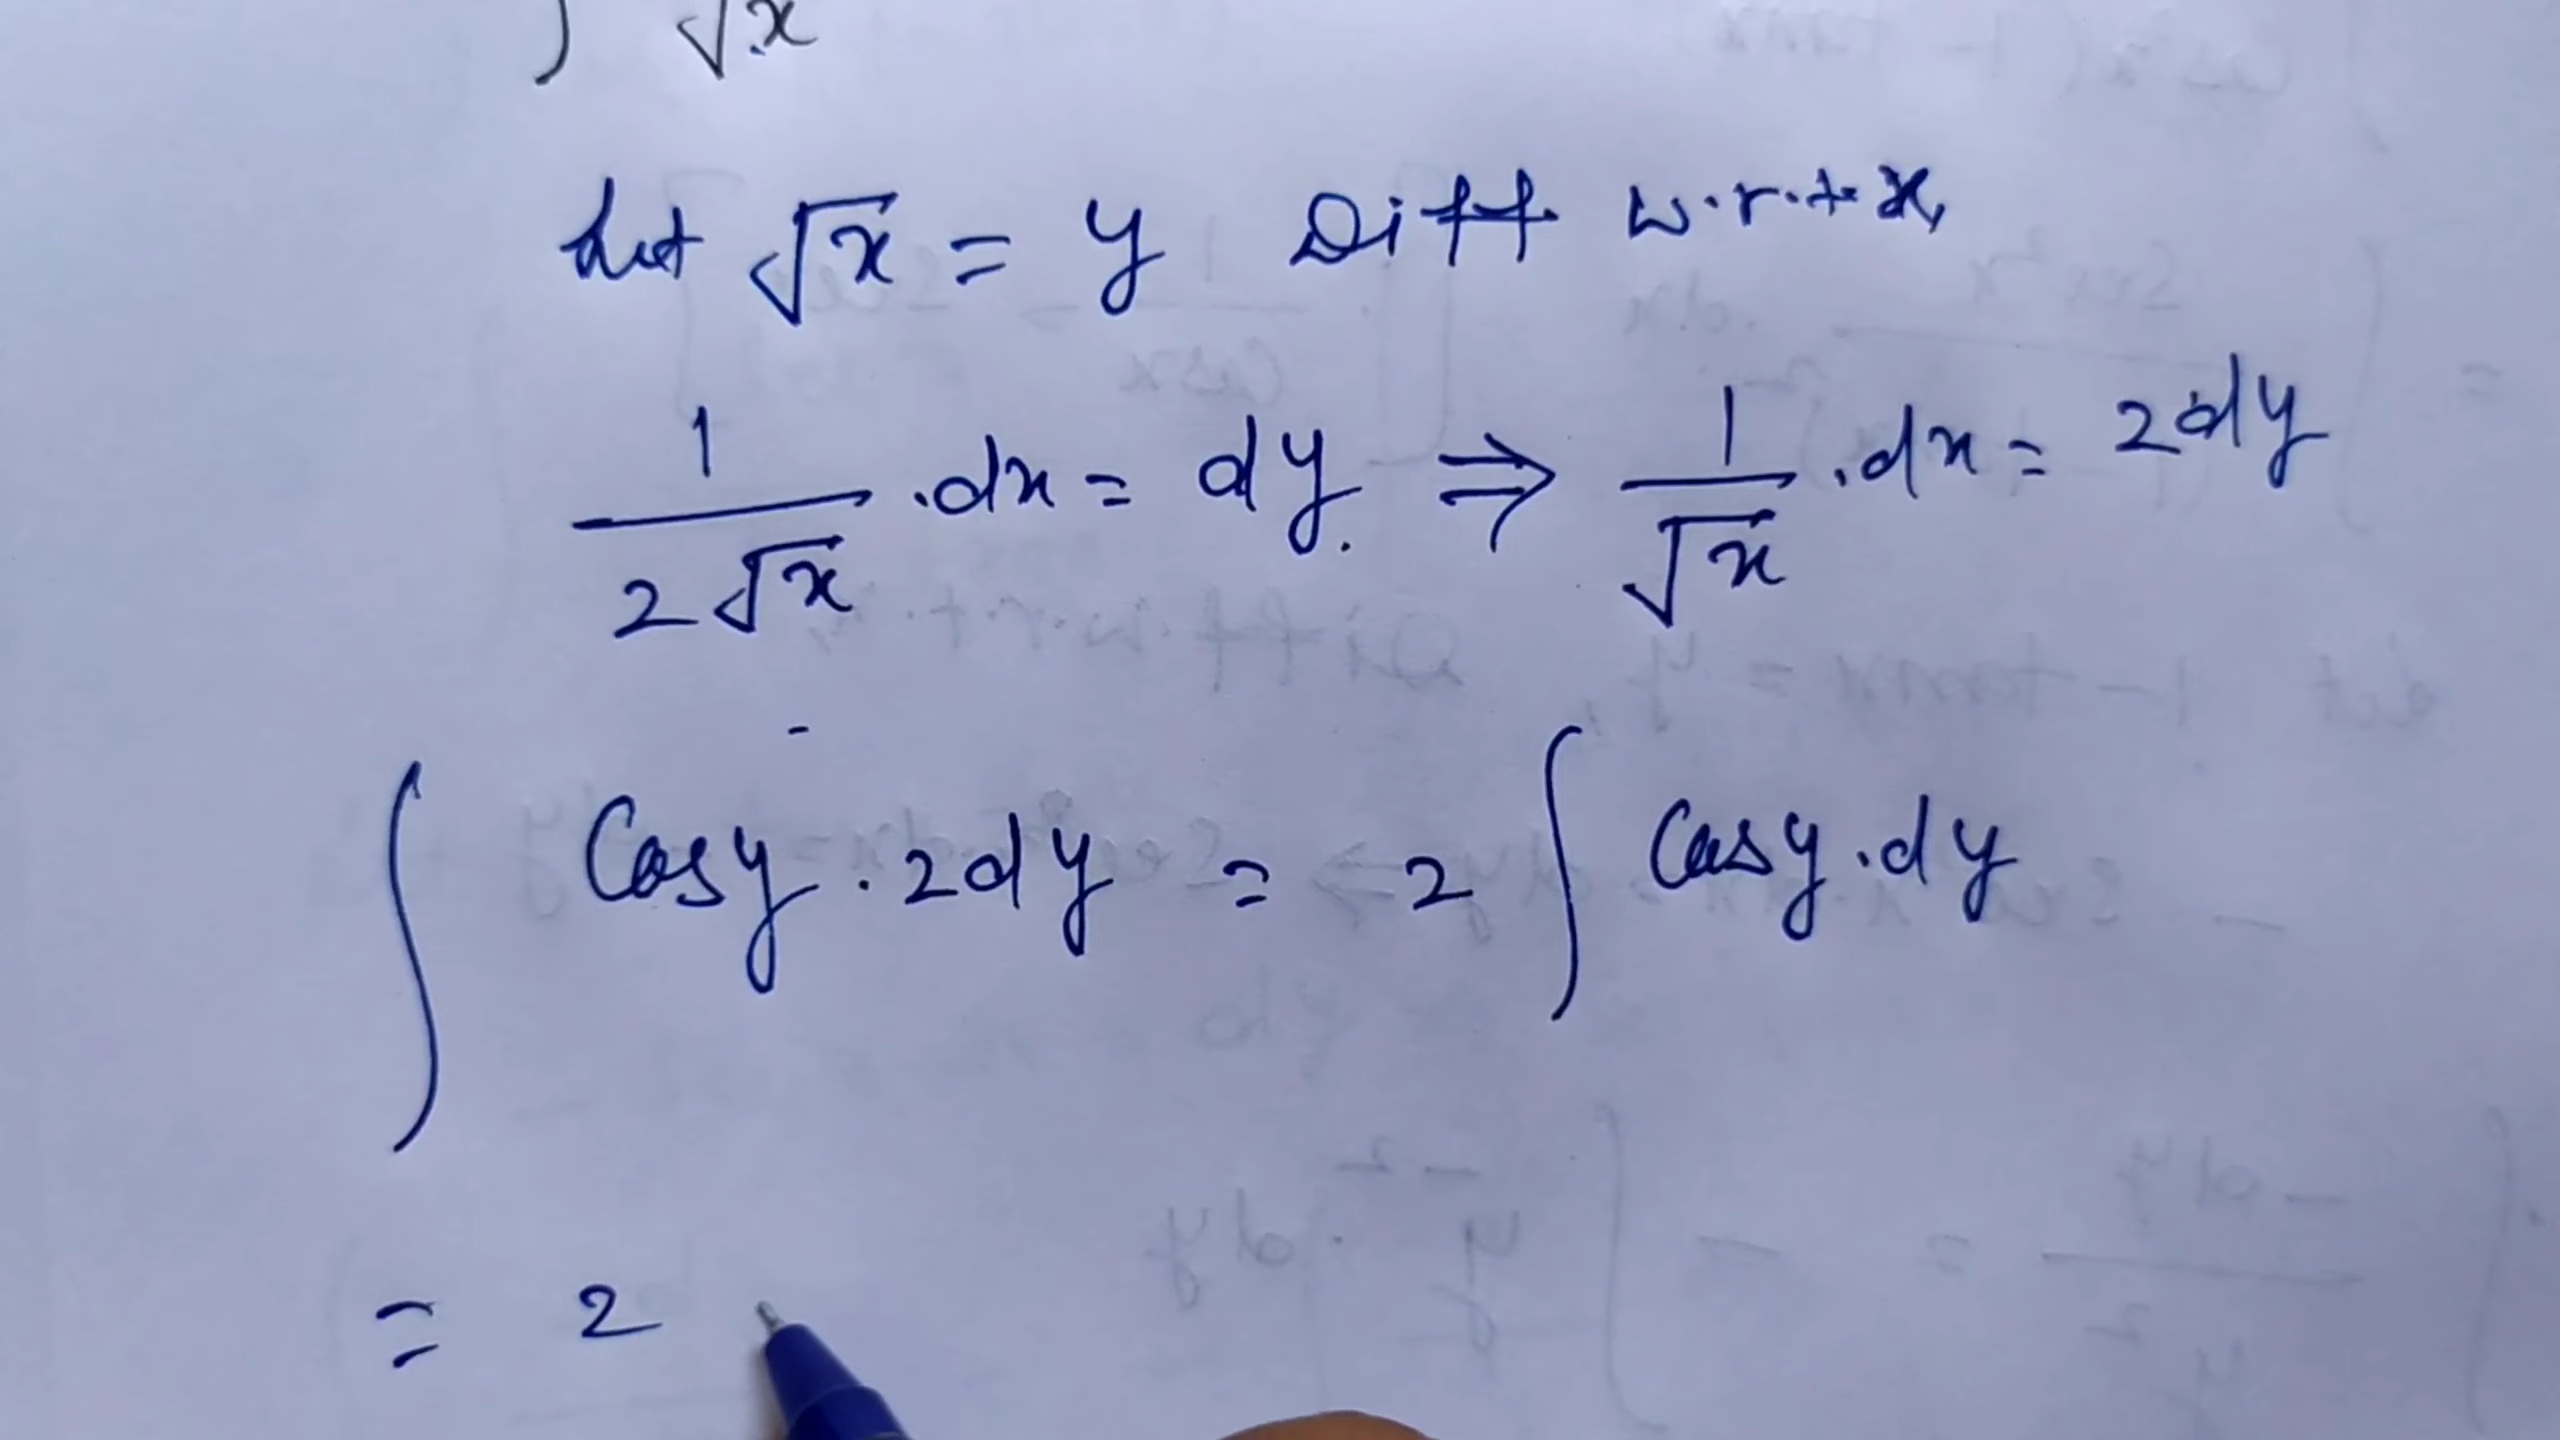 ∫ √x
Let √x = y Diff w.r.t x,
1/(2√x) .dx = dy. ⇒ 1/√x .dx = 2dy
∫ Cosy . 2dy = 2 ∫ Cosy.dy
= 2